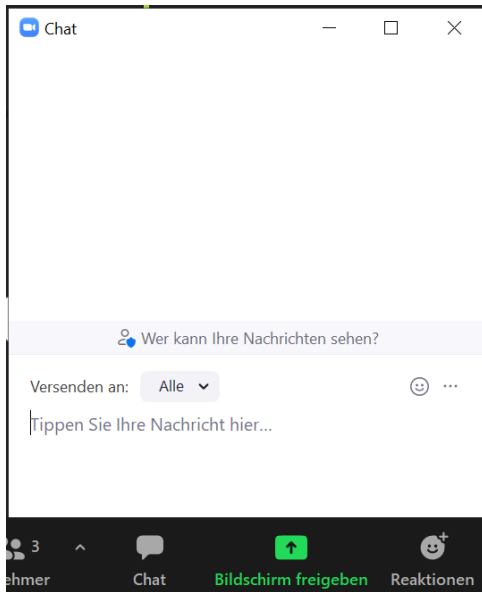 Chat
Wer kann Ihre Nachrichten sehen?
Versenden an: Alle
Tippen Sie Ihre Nachricht hier...
3
ehmer Chat Bildschirm freigeben Reaktionen